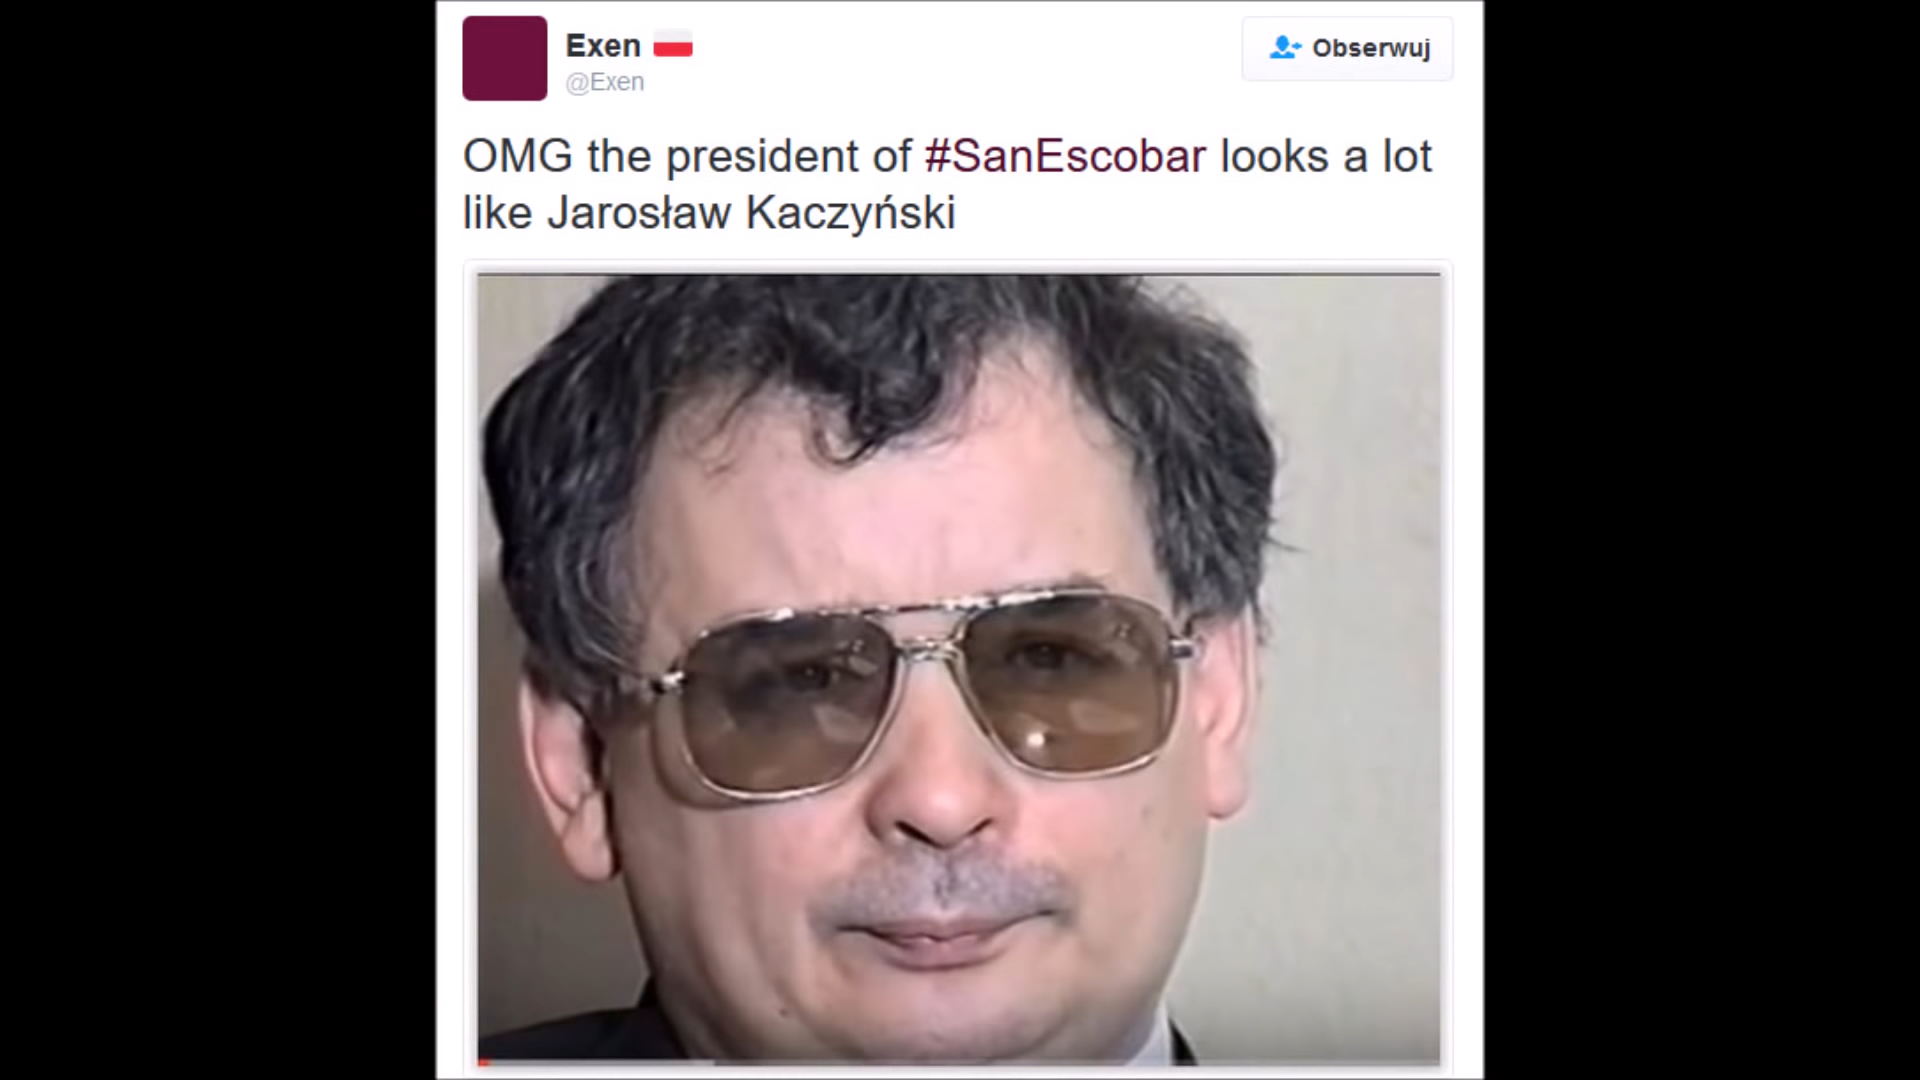 Exen
@Exen
Obserwuj
OMG the president of #SanEscobar looks a lot
like Jarosław Kaczyński